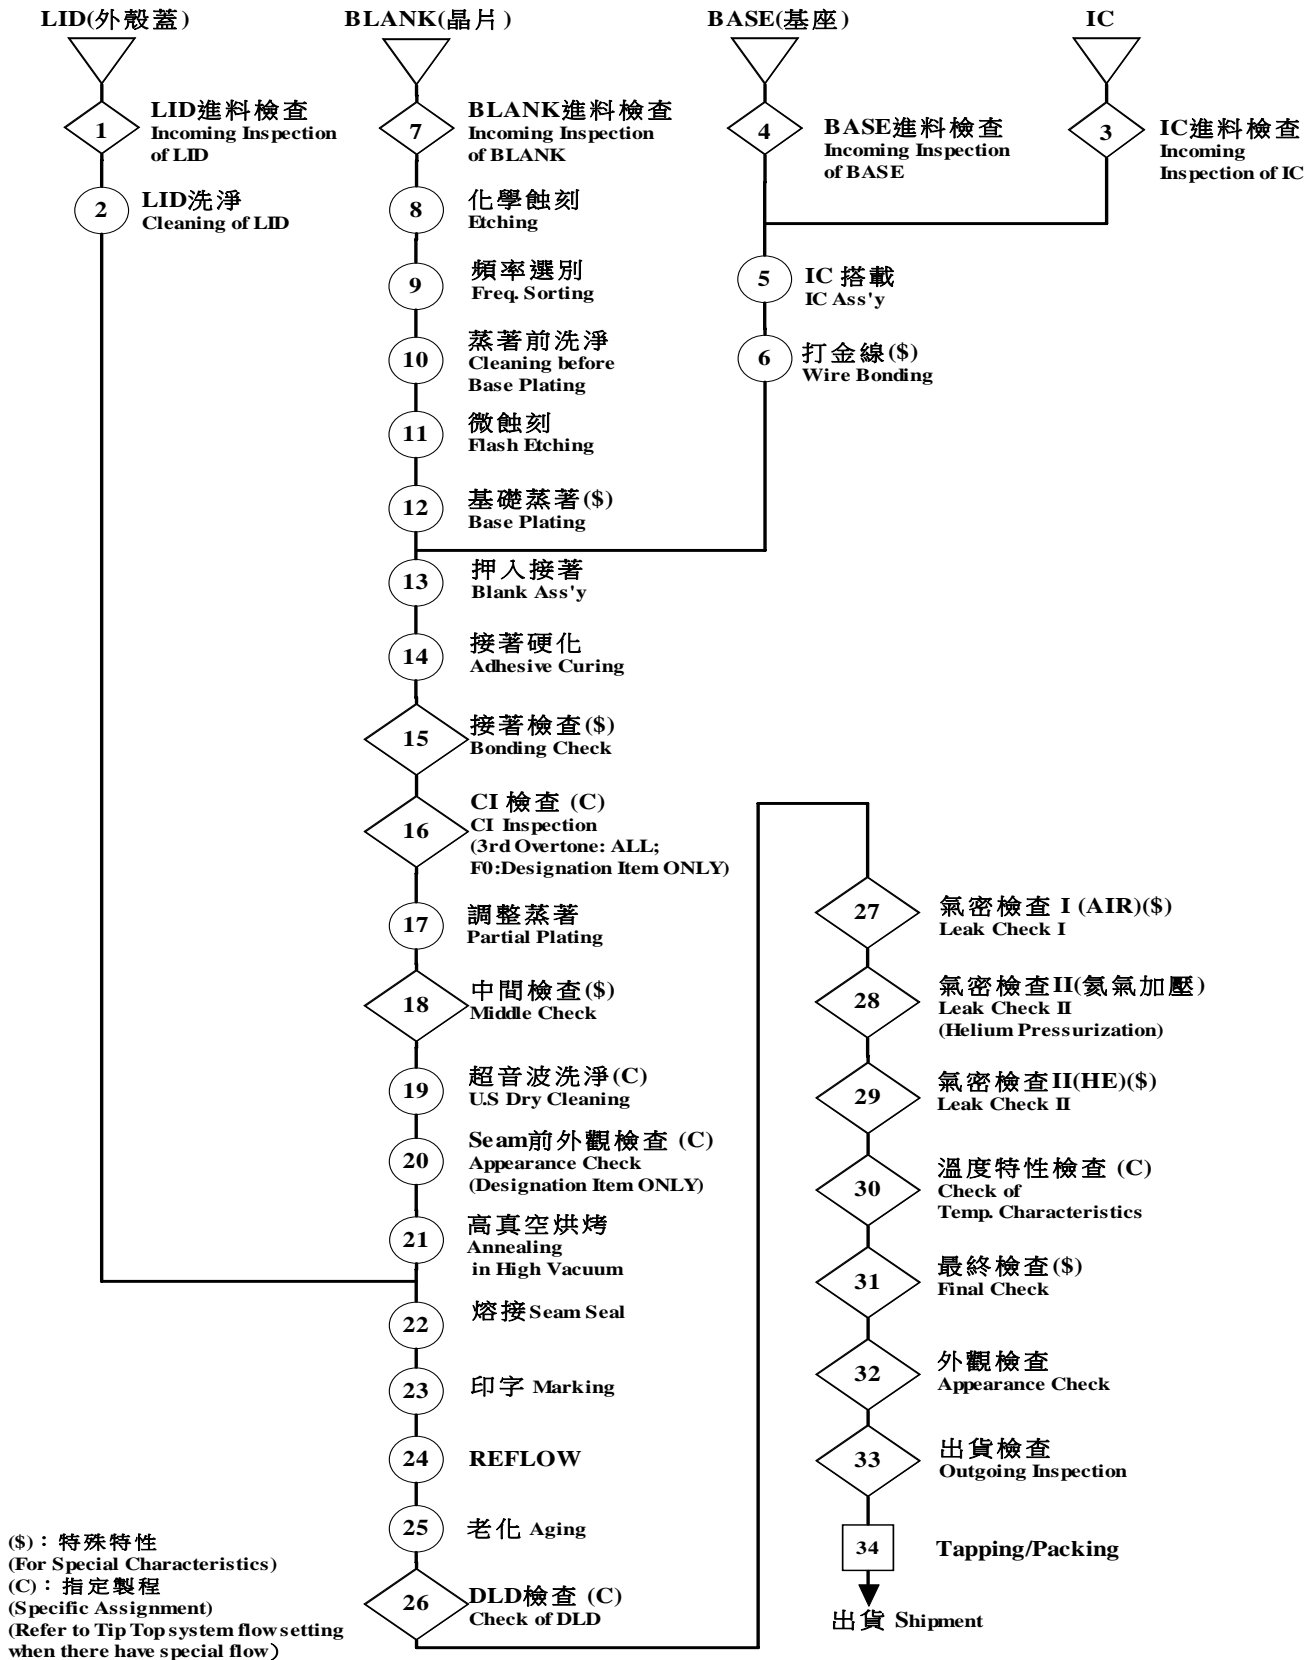 LID(外殼蓋)
BLANK(晶片)
BASE(基座)
IC
1
LID進料檢查
Incoming Inspection
of LID
7
BLANK進料檢查
Incoming Inspection
of BLANK
4
BASE進料檢查
Incoming Inspection
of BASE
3
IC進料檢查
Incoming
Inspection of IC
2
LID洗淨
Cleaning of LID
8
化學蝕刻
Etching
9
頻率選別
Freq. Sorting
5
IC 搭載
IC Ass'y
10
蒸著前洗淨
Cleaning before
Base Plating
6
打金線($)
Wire Bonding
11
微蝕刻
Flash Etching
12
基礎蒸著($)
Base Plating
13
押入接著
Blank Ass'y
14
接著硬化
Adhesive Curing
15
接著檢查($)
Bonding Check
16
CI 檢查 (C)
CI Inspection
(3rd Overtone: ALL;
F0:Designation Item ONLY)
17
調整蒸著
Partial Plating
18
中間檢查($)
Middle Check
19
超音波洗淨(C)
U.S Dry Cleaning
20
Seam前外觀檢查 (C)
Appearance Check
(Designation Item ONLY)
21
高真空烘烤
Annealing
in High Vacuum
22
熔接Seam Seal
23
印字 Marking
24
REFLOW
25
老化 Aging
26
DLD檢查 (C)
Check of DLD
27
氣密檢查 I (AIR)($)
Leak Check I
28
氣密檢查II(氦氣加壓)
Leak Check II
(Helium Pressurization)
29
氣密檢查II(HE)($)
Leak Check II
30
溫度特性檢查 (C)
Check of
Temp. Characteristics
31
最終檢查($)
Final Check
32
外觀檢查
Appearance Check
33
出貨檢查
Outgoing Inspection
34
Tapping/Packing
出貨 Shipment
($)：特殊特性
(For Special Characteristics)
(C)：指定製程
(Specific Assignment)
(Refer to Tip Top system flow setting
when there have special flow)